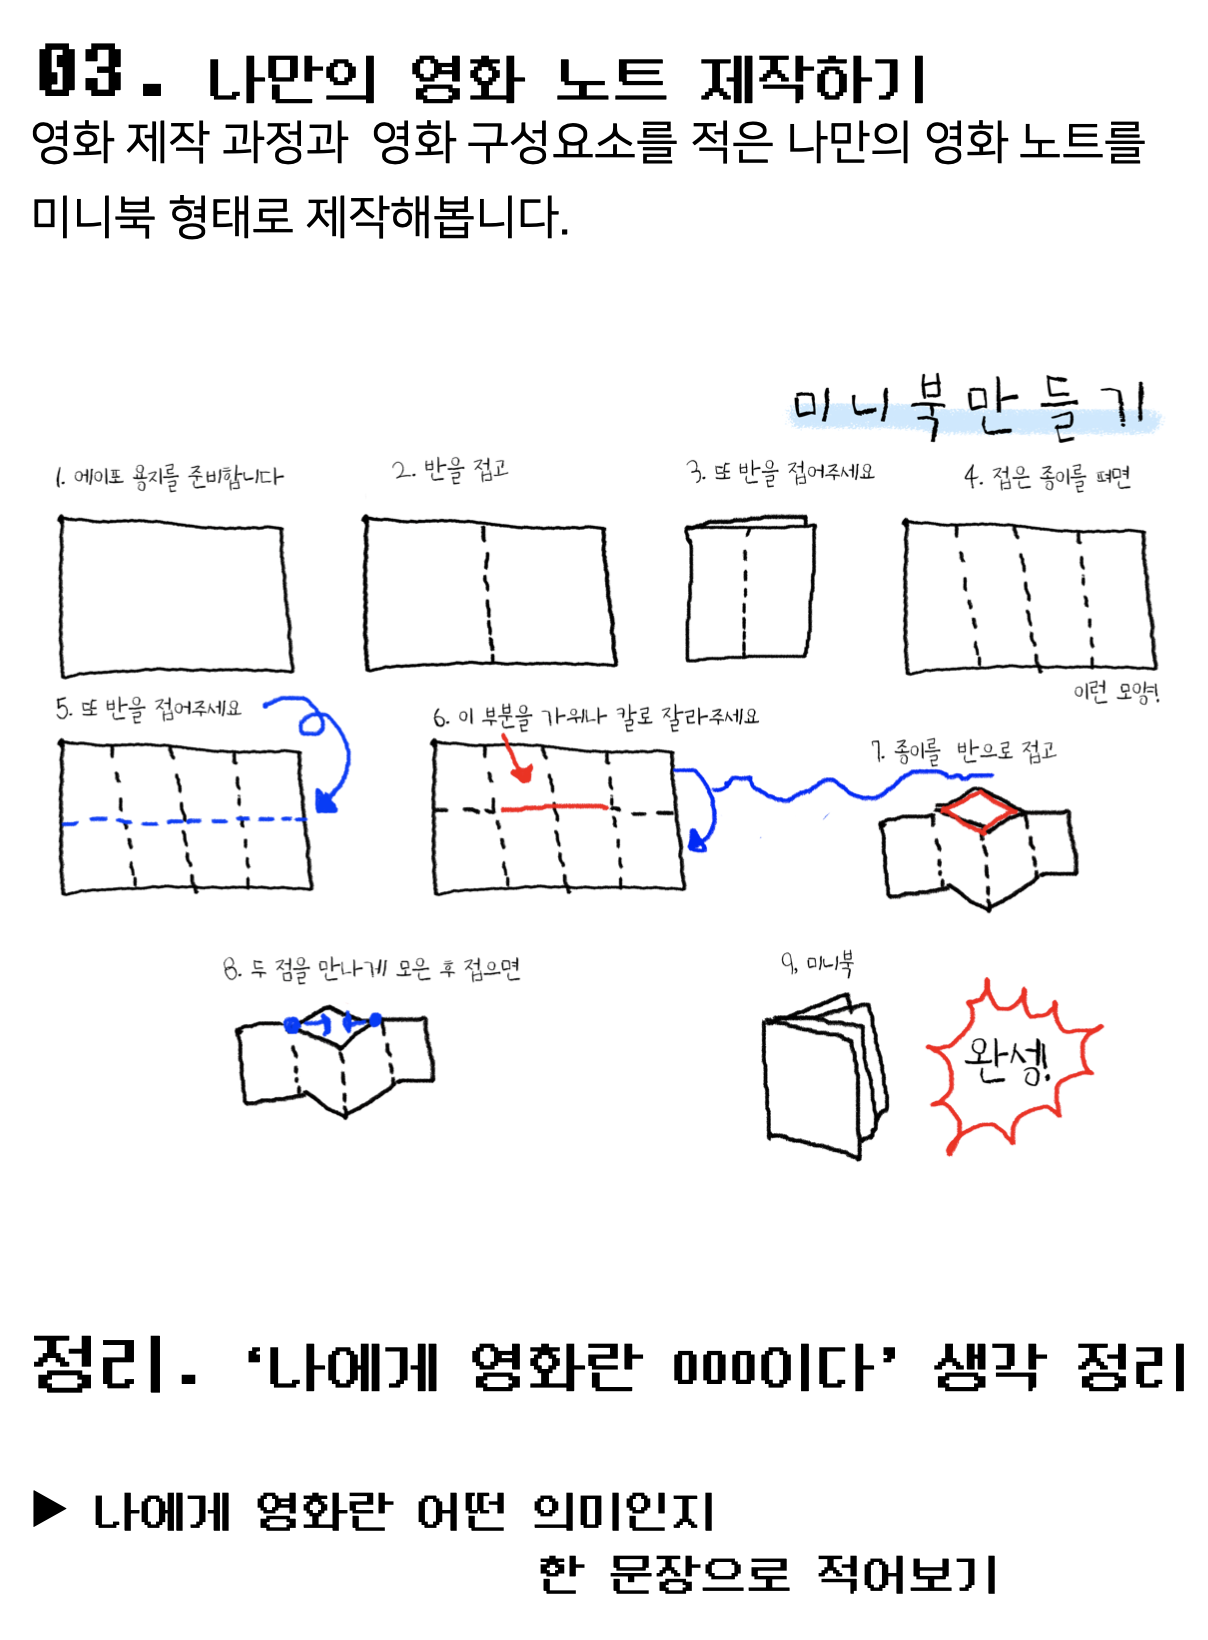 03. 나만의 영화 노트 제작하기
영화 제작 과정과 영화 구성요소를 적은 나만의 영화 노트를
미니북 형태로 제작해봅니다.
미니북만들기
1. 에이포 용지를 준비합니다
2. 반을 접고
3. 또 반을 접어주세요
4. 접은 종이를 펴면
이런 모양!
5. 또 반을 접어주세요
6. 이 부분을 가위나 칼로 잘라주세요
7. 종이를 반으로 접고
8. 두 점을 만나게 모은 후 접으면
9, 미니북
완성!
정리. ‘나에게 영화란 OOO이다’ 생각 정리
▶ 나에게 영화란 어떤 의미인지
한 문장으로 적어보기